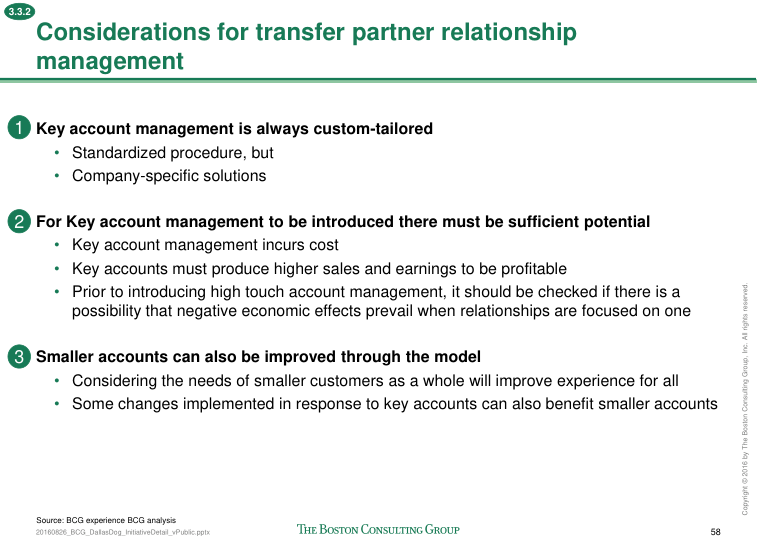 3.3.2
Considerations for transfer partner relationship
management
1 Key account management is always custom-tailored
• Standardized procedure, but
• Company-specific solutions
2 For Key account management to be introduced there must be sufficient potential
• Key account management incurs cost
• Key accounts must produce higher sales and earnings to be profitable
• Prior to introducing high touch account management, it should be checked if there is a
possibility that negative economic effects prevail when relationships are focused on one
3 Smaller accounts can also be improved through the model
• Considering the needs of smaller customers as a whole will improve experience for all
• Some changes implemented in response to key accounts can also benefit smaller accounts
Copyright © 2016 by The Boston Consulting Group, Inc. All rights reserved.
Source: BCG experience BCG analysis
20160826_BCG_DallasDog_InitiativeDetail_vPublic.pptx
THE BOSTON CONSULTING GROUP
58